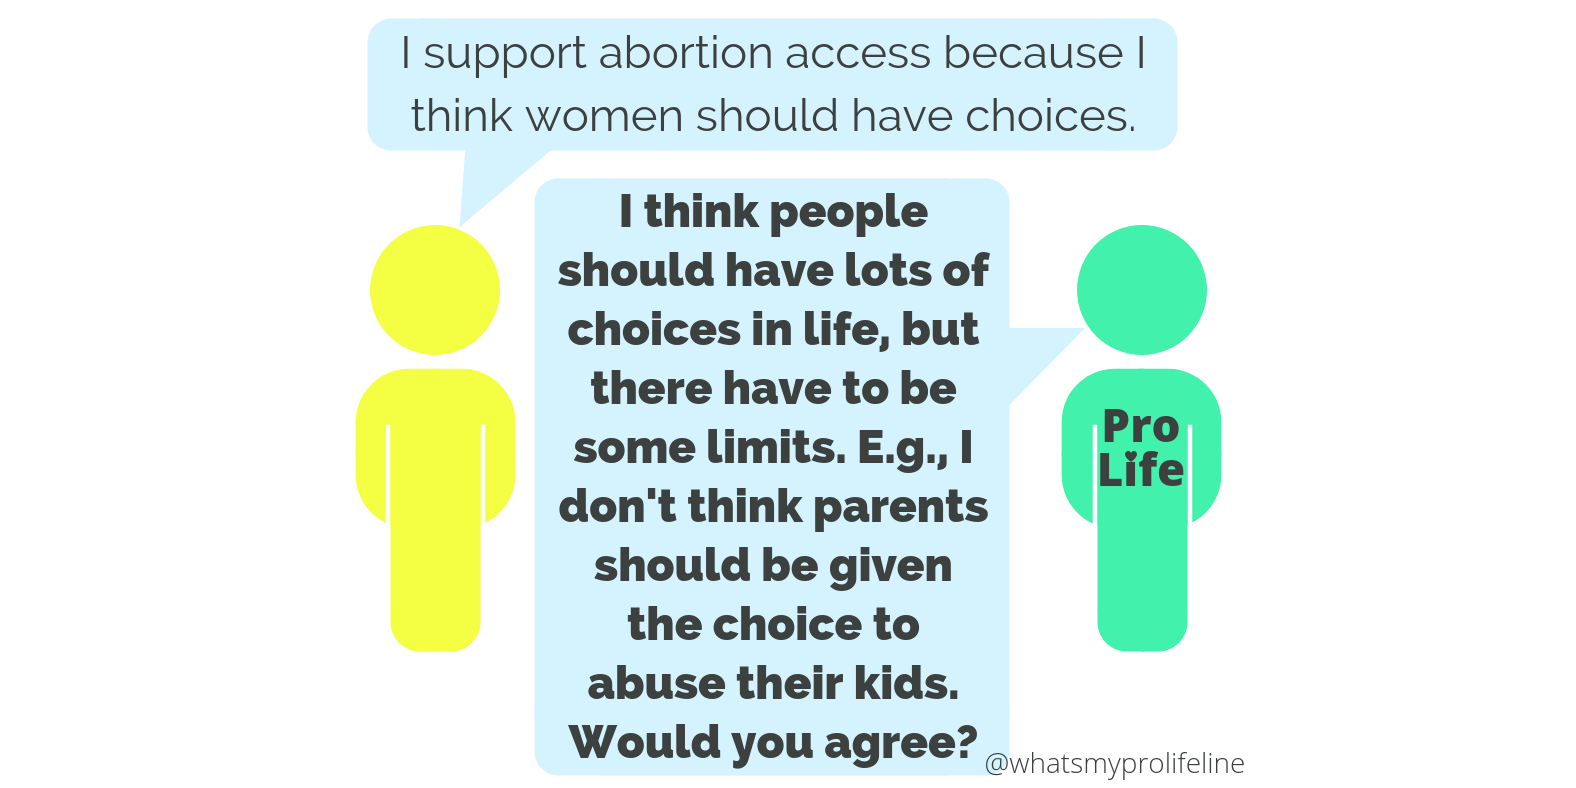 I support abortion access because I
think women should have choices.
I think people
should have lots of
choices in life, but
there have to be
some limits. E.g., I
don't think parents
should be given
the choice to
abuse their kids.
Would you agree?
Pro
Life
@whatsmyprolifeline